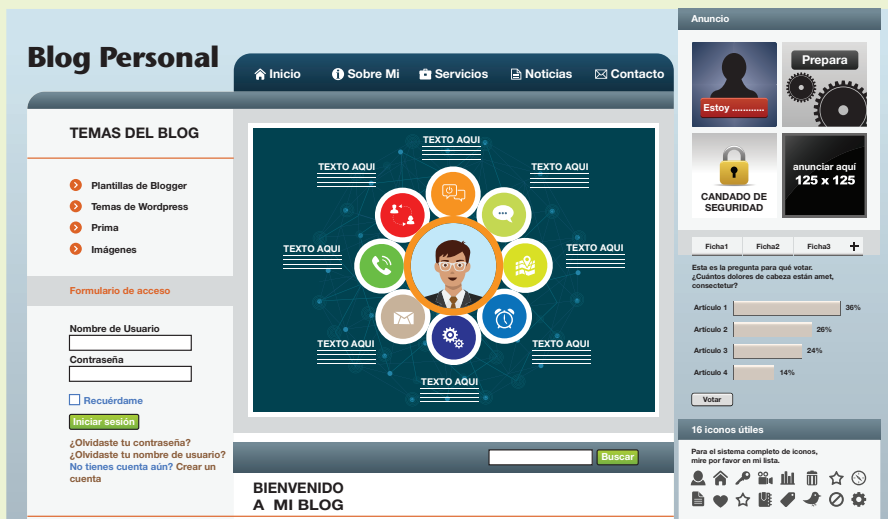 Blog Personal
Inicio
Sobre Mi
Servicios
Noticias
Contacto
TEMAS DEL BLOG
Plantillas de Blogger
Temas de Wordpress
Prima
Imágenes
Formulario de acceso
Nombre de Usuario
Contraseña
Recuérdame
Iniciar sesión
¿Olvidaste tu contraseña?
¿Olvidaste tu nombre de usuario?
No tienes cuenta aún? Crear un
cuenta
TEXTO AQUI
TEXTO AQUI
TEXTO AQUI
TEXTO AQUI
TEXTO AQUI
TEXTO AQUI
TEXTO AQUI
TEXTO AQUI
Buscar
BIENVENIDO
A MI BLOG
Anuncio
Estoy ............
Prepara
CANDADO DE
SEGURIDAD
anunciar aquí
125 x 125
Ficha1
Ficha2
Ficha3
Esta es la pregunta para qué votar.
¿Cuántos dolores de cabeza están amet,
consectetur?
Artículo 1 36%
Artículo 2 26%
Artículo 3 24%
Artículo 4 14%
Votar
16 iconos útiles
Para el sistema completo de iconos,
mire por favor en mi lista.